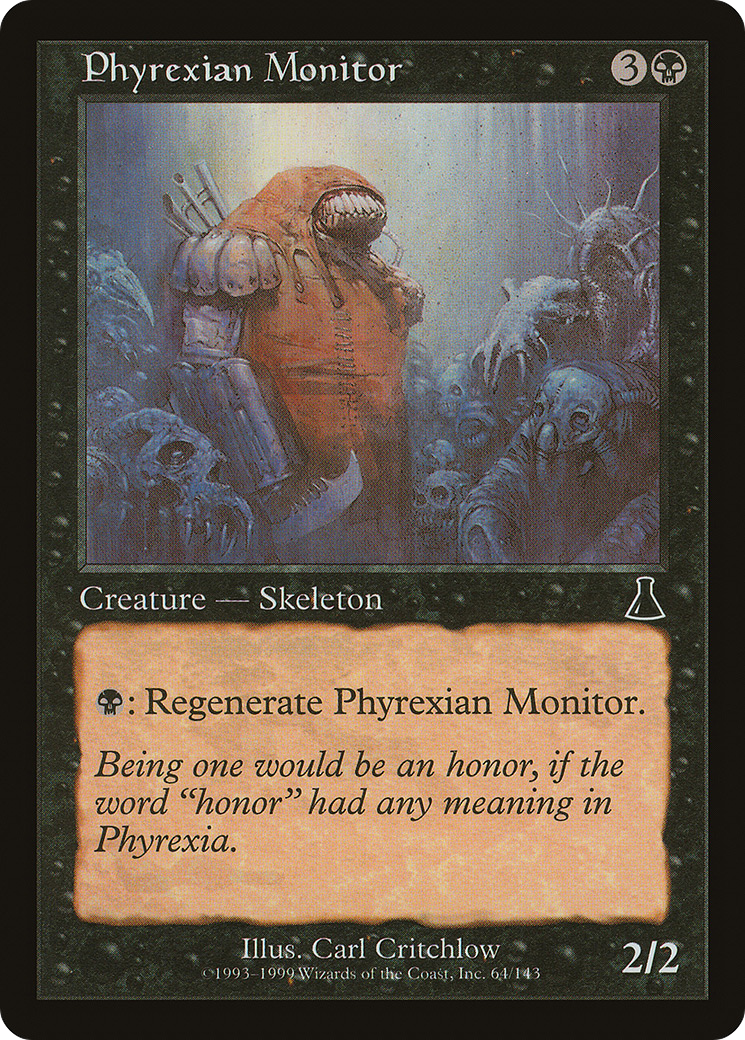 Phyrexian Monitor
3
Creature — Skeleton
: Regenerate Phyrexian Monitor.
Being one would be an honor, if the
word “honor” had any meaning in
Phyrexia.
Illus. Carl Critchlow
©1993–1999 Wizards of the Coast, Inc. 64/143
2/2